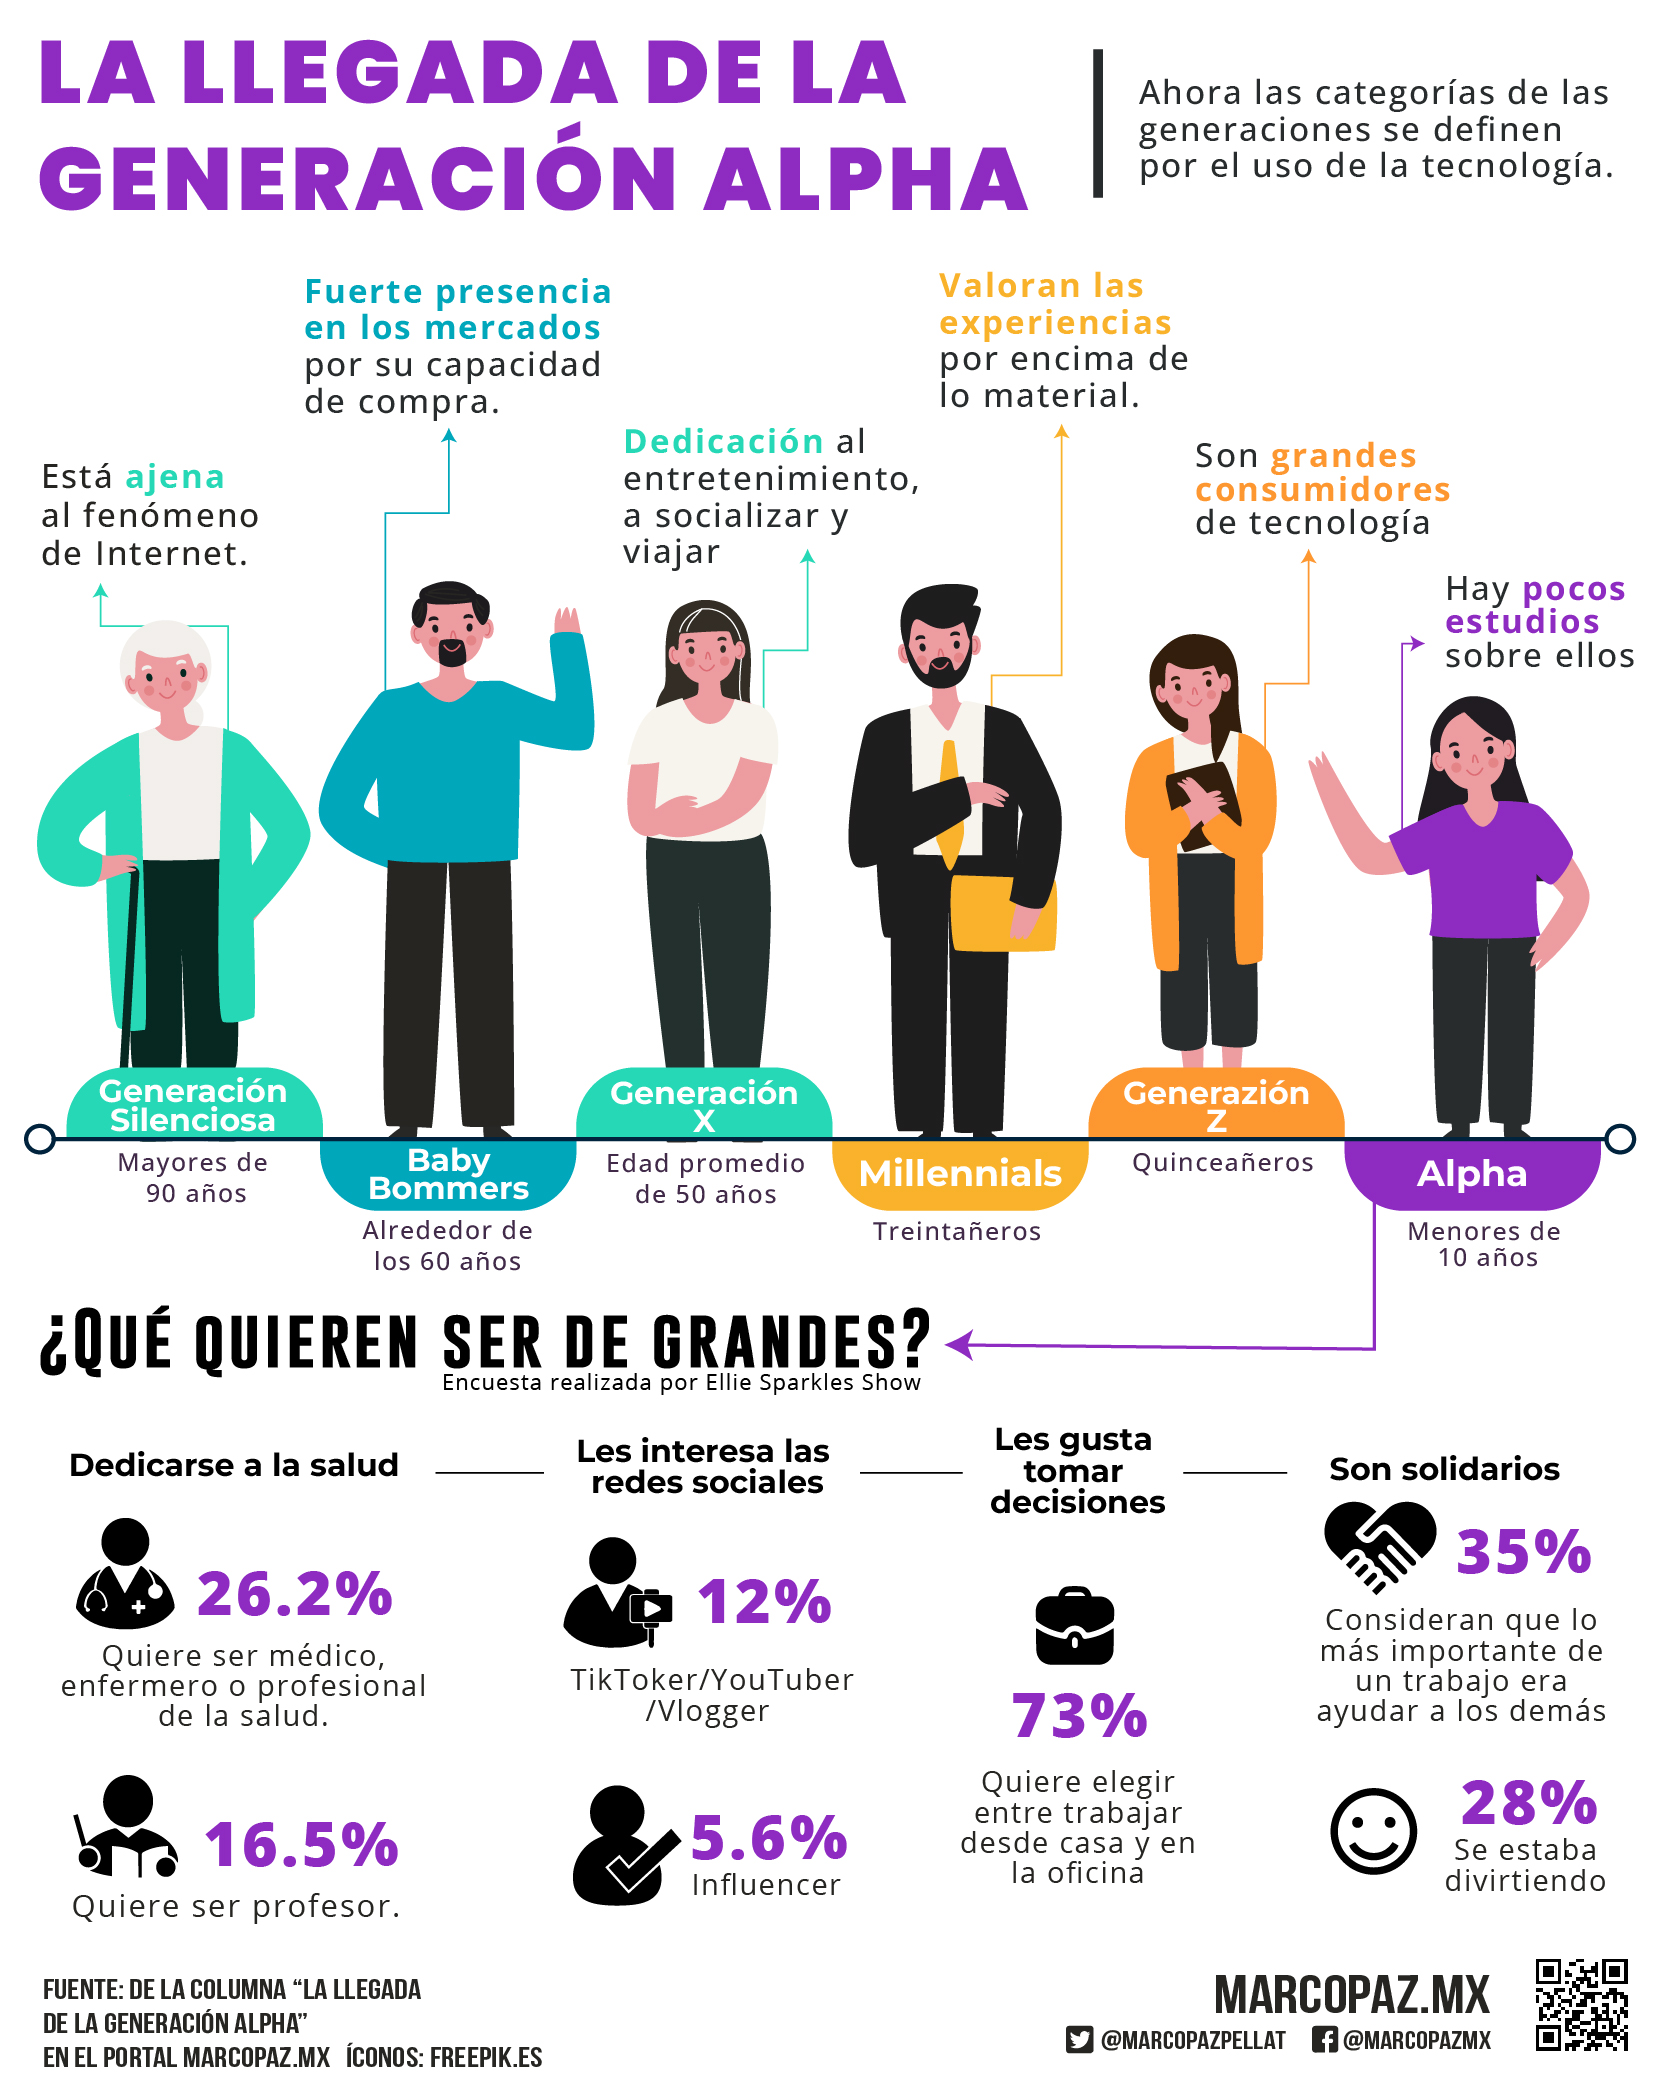 LA LLEGADA DE LA
GENERACIÓN ALPHA
Ahora las categorías de las
generaciones se definen
por el uso de la tecnología.
Está ajena
al fenómeno
de Internet.
Fuerte presencia
en los mercados
por su capacidad
de compra.
Dedicación al
entretenimiento,
a socializar y
viajar
Valoran las
experiencias
por encima de
lo material.
Son grandes
consumidores
de tecnología
Hay pocos
estudios
sobre ellos
Generación
Silenciosa
Mayores de
90 años
Baby
Bommers
Alrededor de
los 60 años
Generación
X
Edad promedio
de 50 años
Millennials
Treintañeros
Generazión
Z
Quinceañeros
Alpha
Menores de
10 años
¿QUÉ QUIEREN SER DE GRANDES?
Encuesta realizada por Ellie Sparkles Show
Dedicarse a la salud
26.2%
Quiere ser médico,
enfermero o profesional
de la salud.
16.5%
Quiere ser profesor.
Les interesa las
redes sociales
12%
TikToker/YouTuber
/Vlogger
5.6%
Influencer
Les gusta
tomar
decisiones
73%
Quiere elegir
entre trabajar
desde casa y en
la oficina
Son solidarios
35%
Consideran que lo
más importante de
un trabajo era
ayudar a los demás
28%
Se estaba
divirtiendo
FUENTE: DE LA COLUMNA “LA LLEGADA
DE LA GENERACIÓN ALPHA”
EN EL PORTAL MARCOPAZ.MX ÍCONOS: FREEPIK.ES
MARCOPAZ.MX
@MARCOPAZPELLAT @MARCOPAZMX